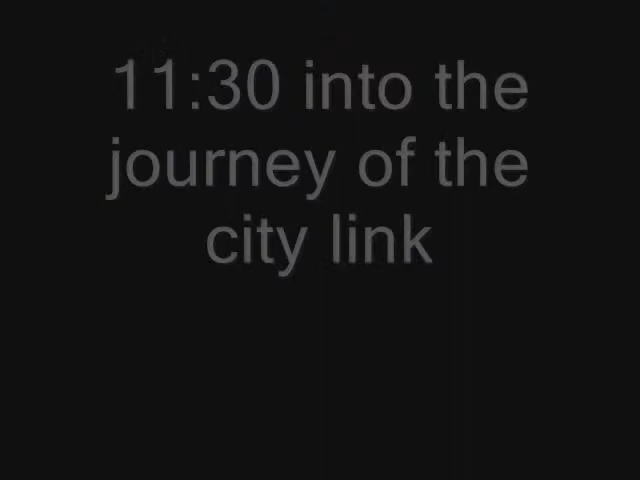 11:30 into the
journey of the
city link